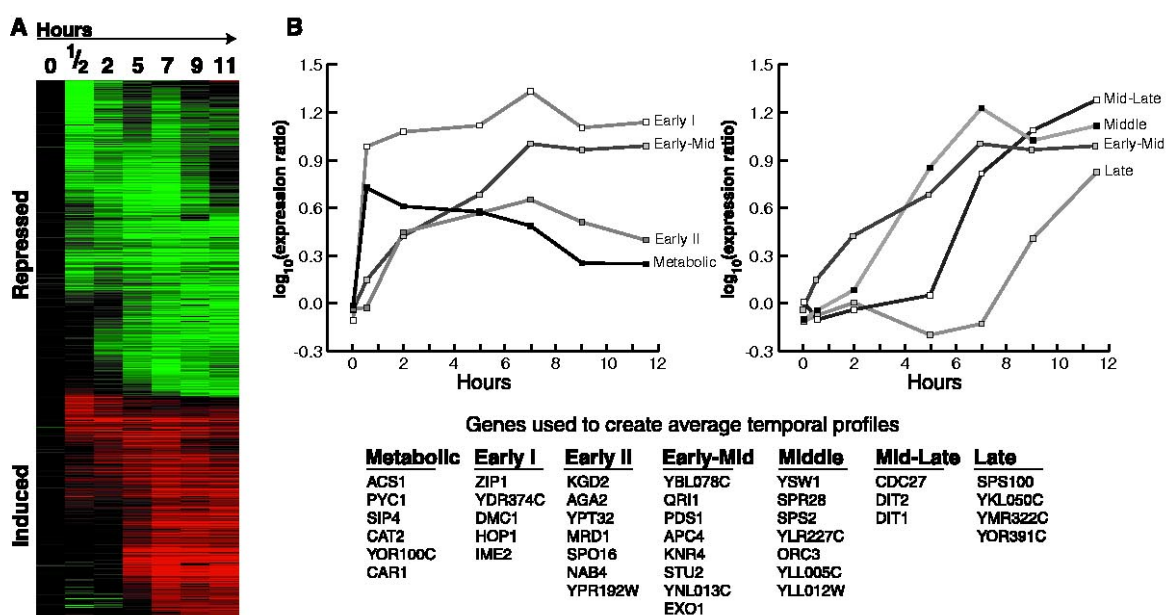 A
Hours
0 ½ 2 5 7 9 11
Repressed
Induced
B
log10(expression ratio)
1.5
1.2
0.9
0.6
0.3
0.0
-0.3
0 2 4 6 8 10 12
Hours
Early I
Early-Mid
Early II
Metabolic
log10(expression ratio)
1.5
1.2
0.9
0.6
0.3
0.0
-0.3
0 2 4 6 8 10 12
Hours
Mid-Late
Middle
Early-Mid
Late
Genes used to create average temporal profiles
Metabolic Early I Early II Early-Mid Middle Mid-Late Late
ACS1 ZIP1 KGD2 YBL078C YSW1 CDC27 SPS100
PYC1 YDR374C AGA2 QRI1 SPR28 DIT2 YKL050C
SIP4 DMC1 YPT32 PDS1 SPS2 DIT1 YMR322C
CAT2 HOP1 MRD1 APC4 YLR227C YOR391C
YOR100C IME2 SPO16 KNR4 ORC3
CAR1 NAB4 STU2 YLL005C
YPR192W YNL013C YLL012W
EXO1